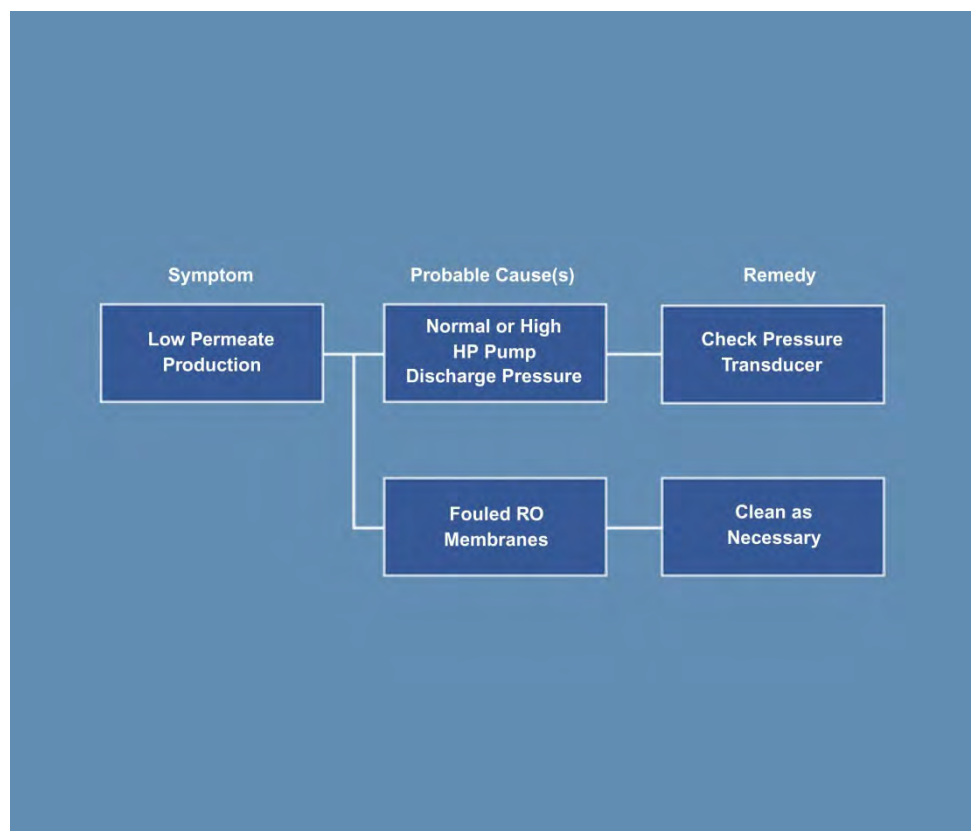 Symptom
Probable Cause(s)
Remedy
Low Permeate
Production
Normal or High
HP Pump
Discharge Pressure
Check Pressure
Transducer
Fouled RO
Membranes
Clean as
Necessary